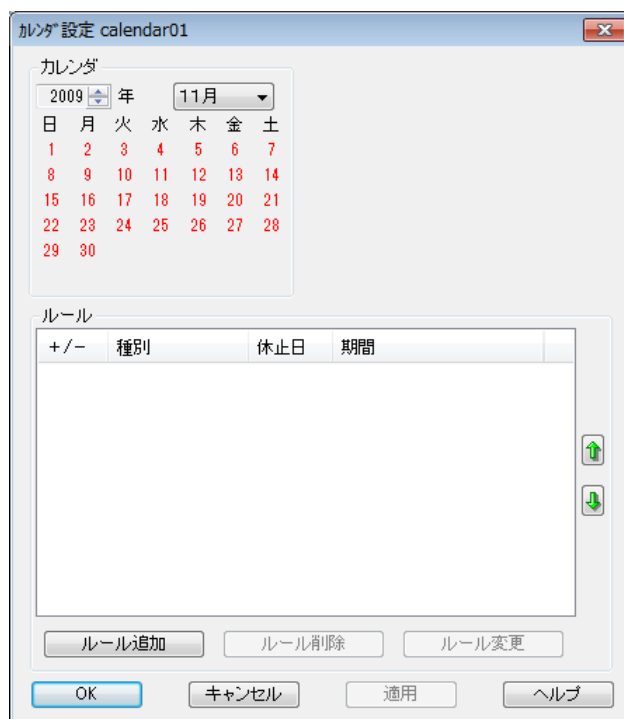 ｶﾚﾝﾀﾞ設定 calendar01
カレンダ
2009 年 11月
日 月 火 水 木 金 土
1 2 3 4 5 6 7
8 9 10 11 12 13 14
15 16 17 18 19 20 21
22 23 24 25 26 27 28
29 30
ルール
+/- 種別 休止日 期間
ルール追加 ルール削除 ルール変更
OK キャンセル 適用 ヘルプ